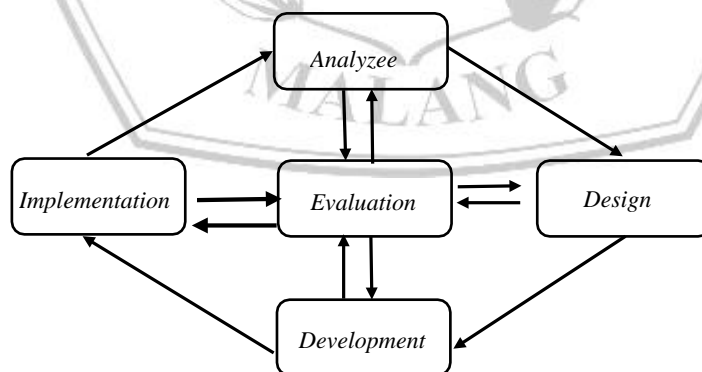 Analyzee
MALANG
Implementation
Evaluation
Design
Development